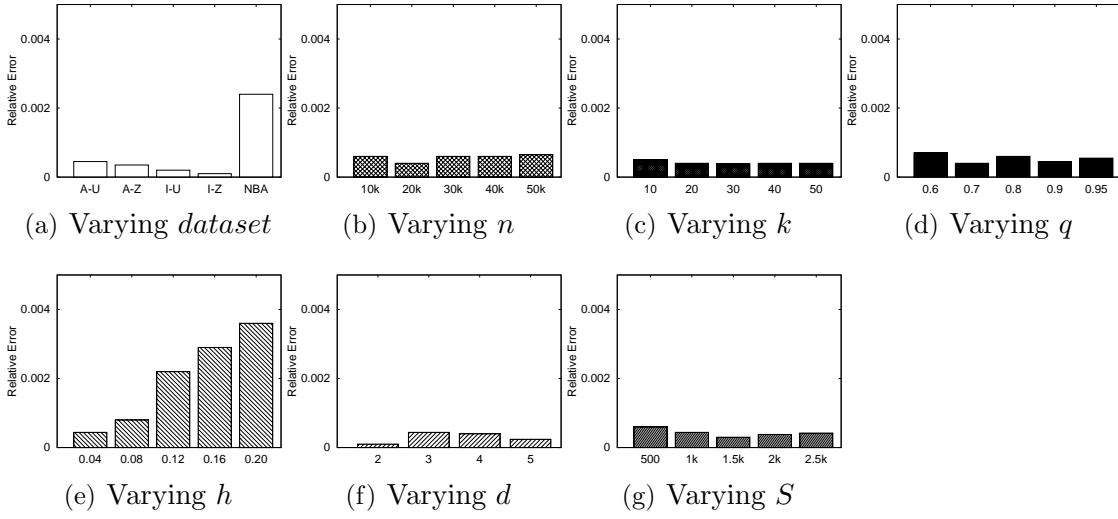 0.004
0.002
0
Relative Error
A-U A-Z I-U I-Z NBA
(a) Varying dataset
0.004
0.002
0
Relative Error
10k 20k 30k 40k 50k
(b) Varying n
0.004
0.002
0
Relative Error
10 20 30 40 50
(c) Varying k
0.004
0.002
0
Relative Error
0.6 0.7 0.8 0.9 0.95
(d) Varying q
0.004
0.002
0
Relative Error
0.04 0.08 0.12 0.16 0.20
(e) Varying h
0.004
0.002
0
Relative Error
2 3 4 5
(f) Varying d
0.004
0.002
0
Relative Error
500 1k 1.5k 2k 2.5k
(g) Varying S